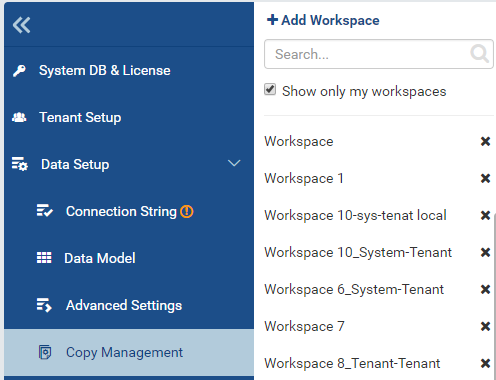 System DB & License
Tenant Setup
Data Setup
Connection String
Data Model
Advanced Settings
Copy Management
+ Add Workspace
Search...
Show only my workspaces
Workspace
Workspace 1
Workspace 10-sys-tenat local
Workspace 10_System-Tenant
Workspace 6_System-Tenant
Workspace 7
Workspace 8_Tenant-Tenant